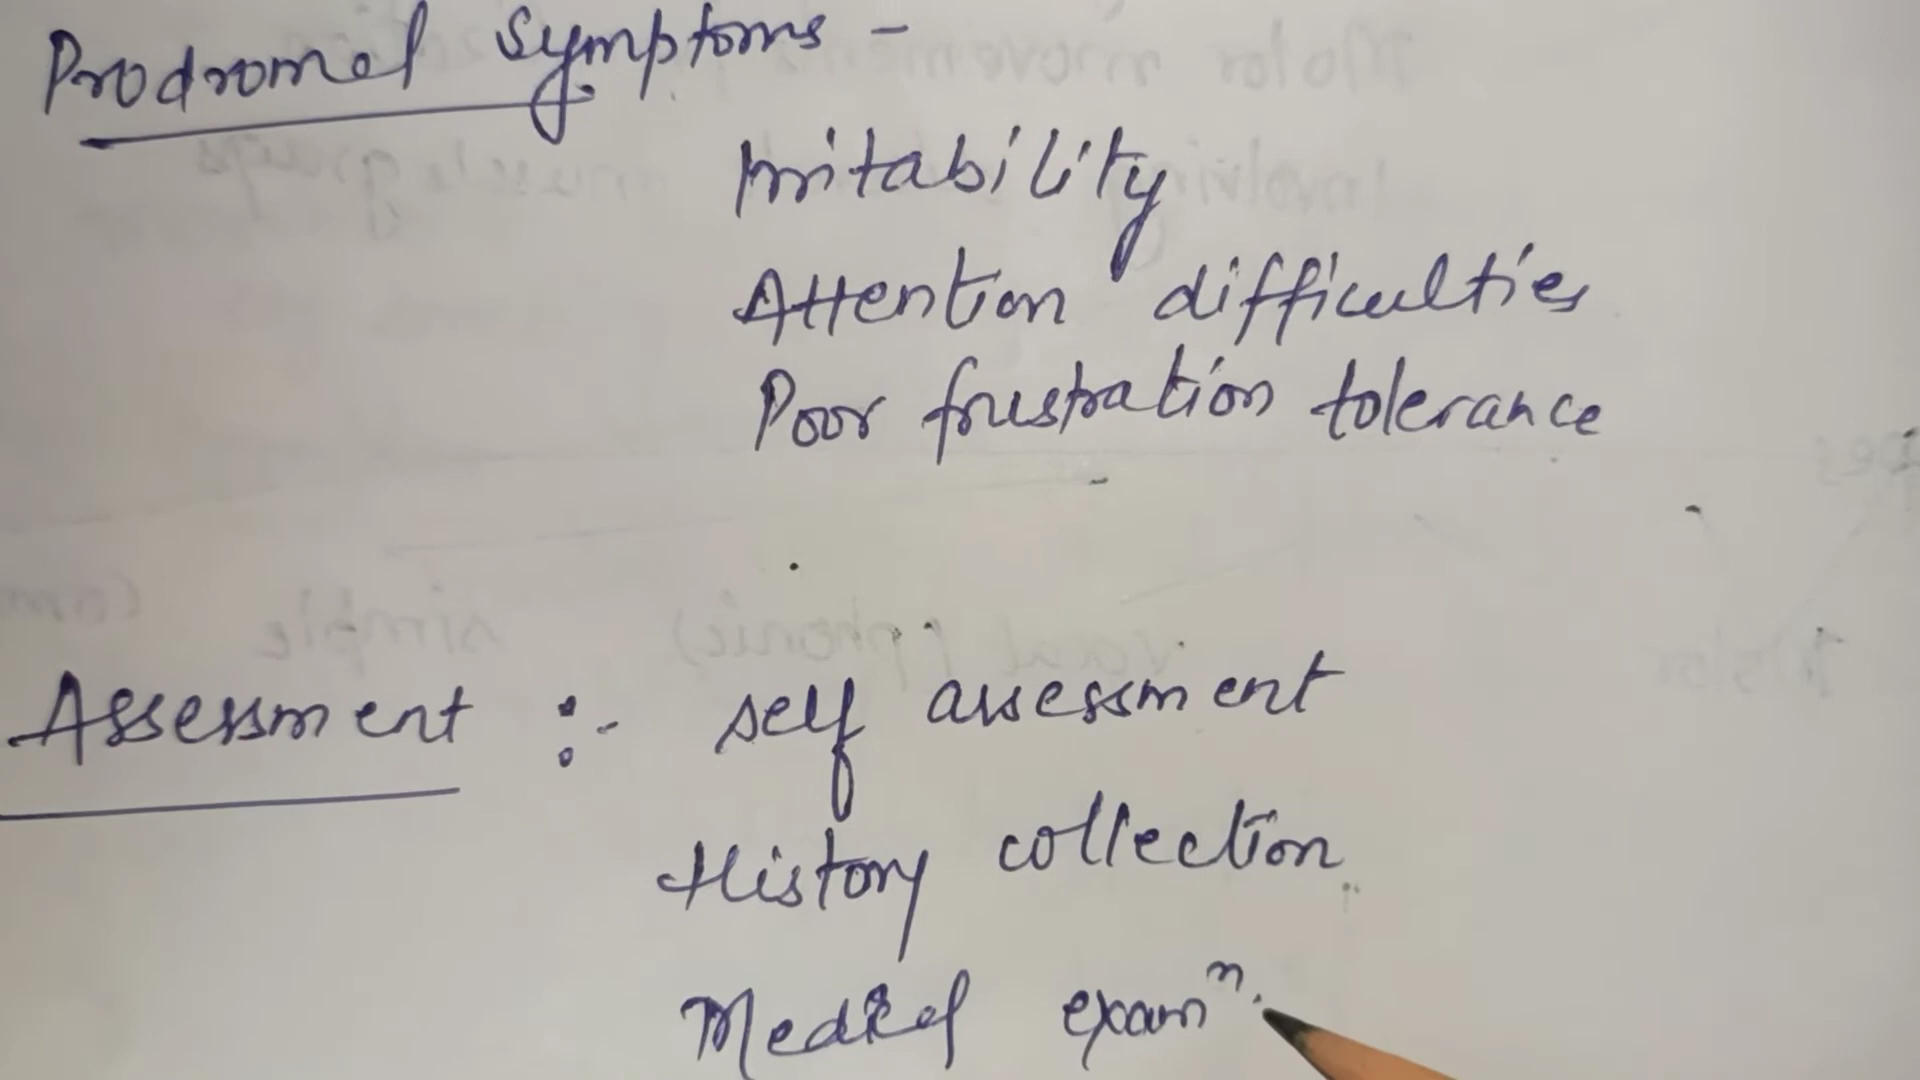 Prodromal symptoms -
Irritability
Attention difficulties
Poor frustration tolerance
Assessment :- self assessment
History collection
Medical examⁿ.